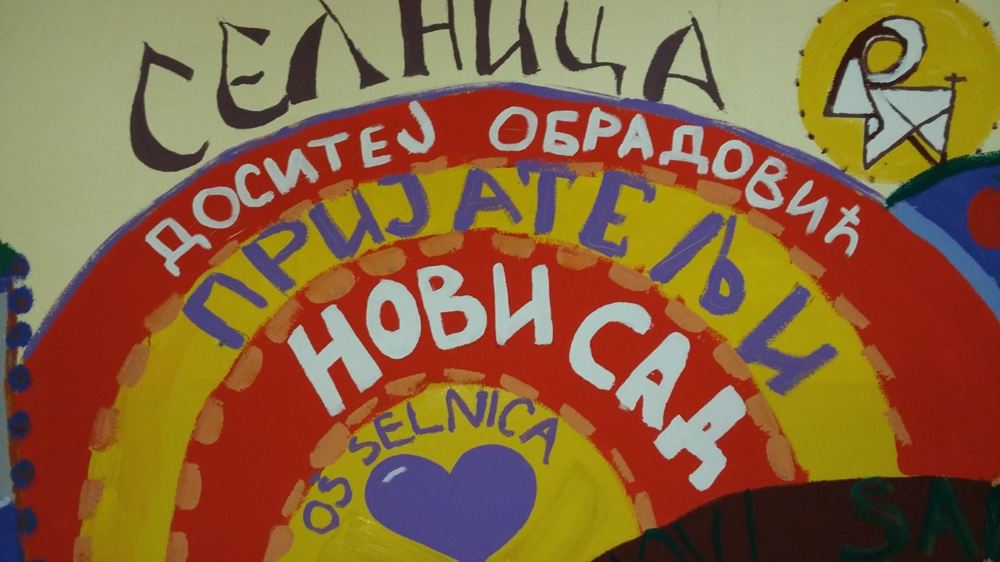 СЕЛНИЦА
ДОСИТЕЈ ОБРАДОВИЋ
ПРИЈАТЕЉИ
НОВИ САД
OŠ SELNICA